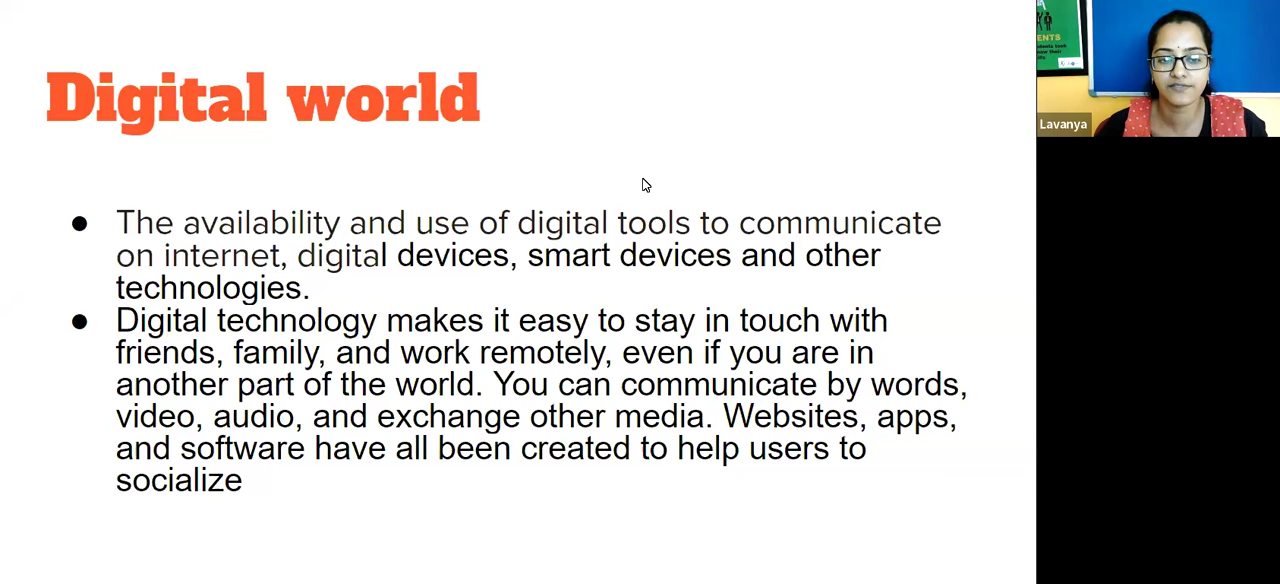 Digital world
● The availability and use of digital tools to communicate
on internet, digital devices, smart devices and other
technologies.
● Digital technology makes it easy to stay in touch with
friends, family, and work remotely, even if you are in
another part of the world. You can communicate by words,
video, audio, and exchange other media. Websites, apps,
and software have all been created to help users to
socialize
ENTS
Lavanya